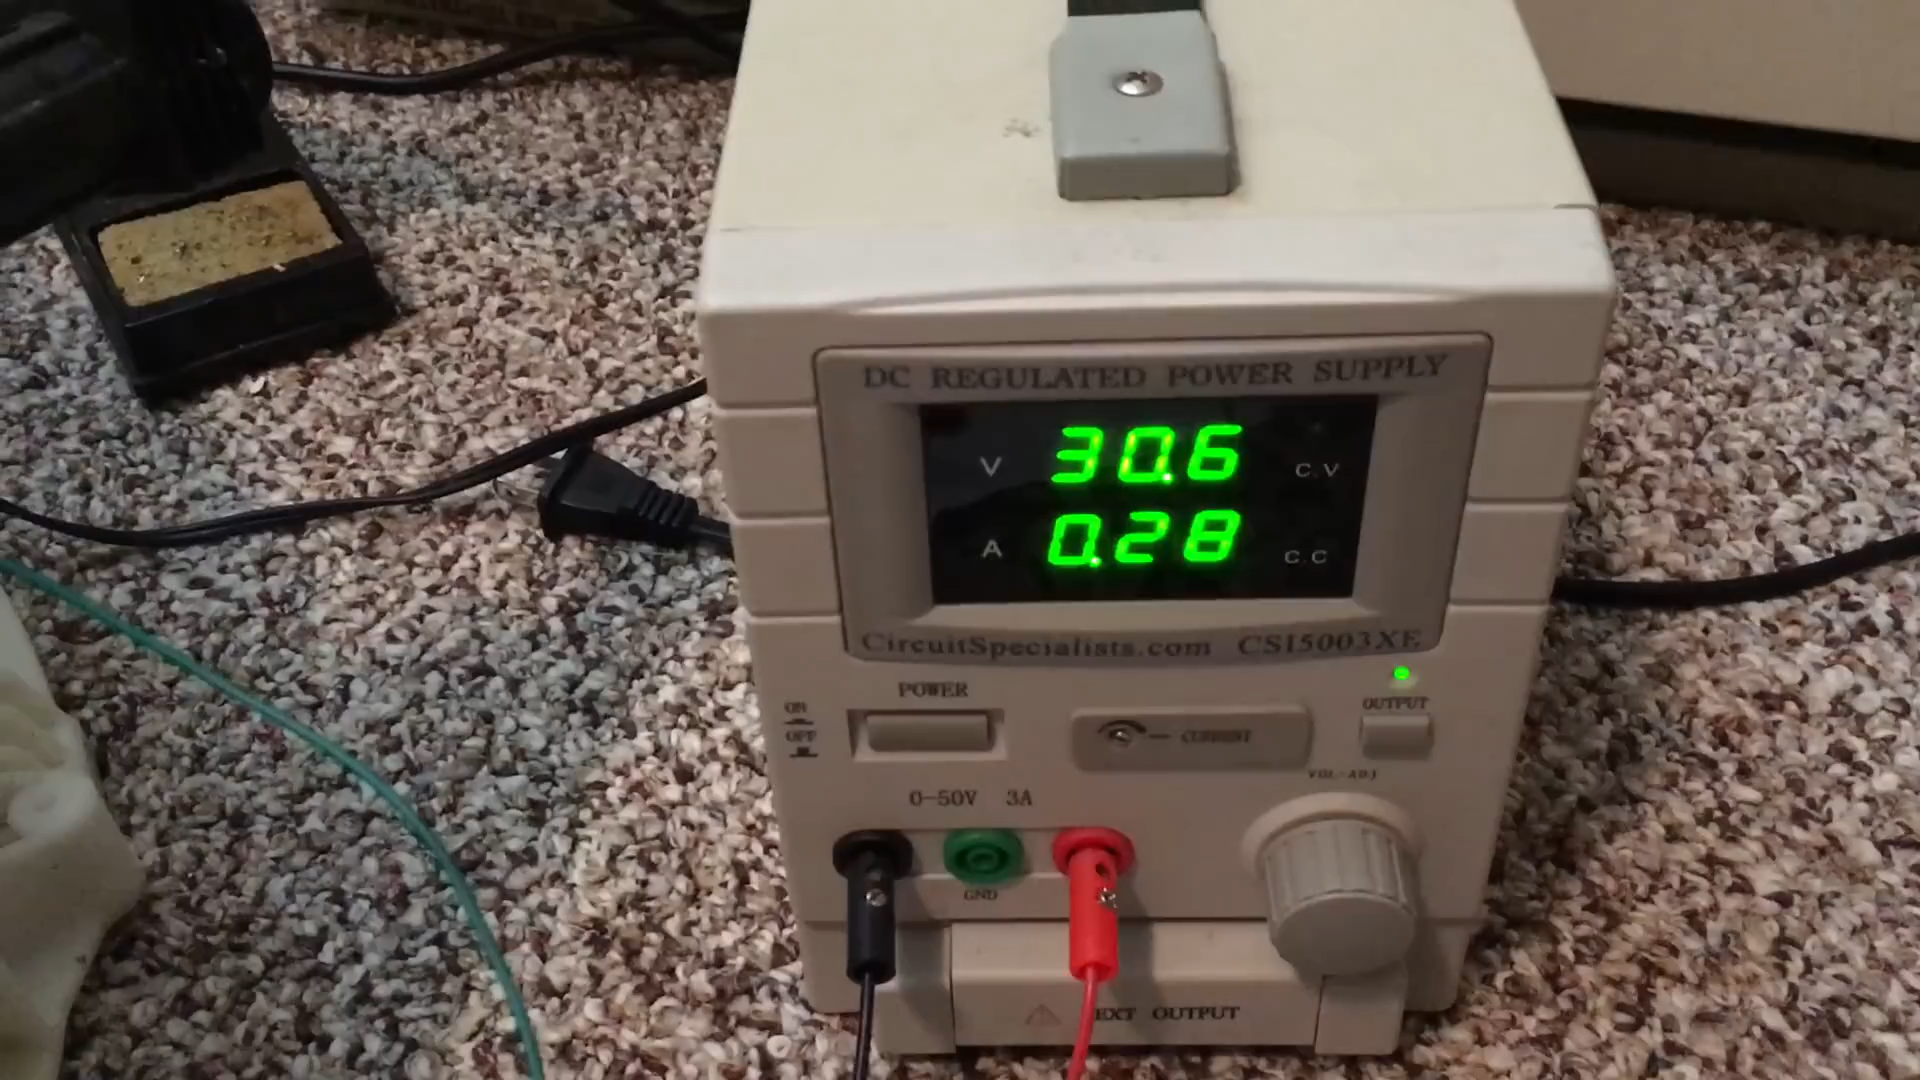 DC REGULATED POWER SUPPLY
V 30.6 C.V
A 0.28 C.C
CircuitSpecialists.com CSI5003XE
POWER
ON
OFF
CURRENT
OUTPUT
VOL-ADJ
0-50V 3A
GND
EXT OUTPUT